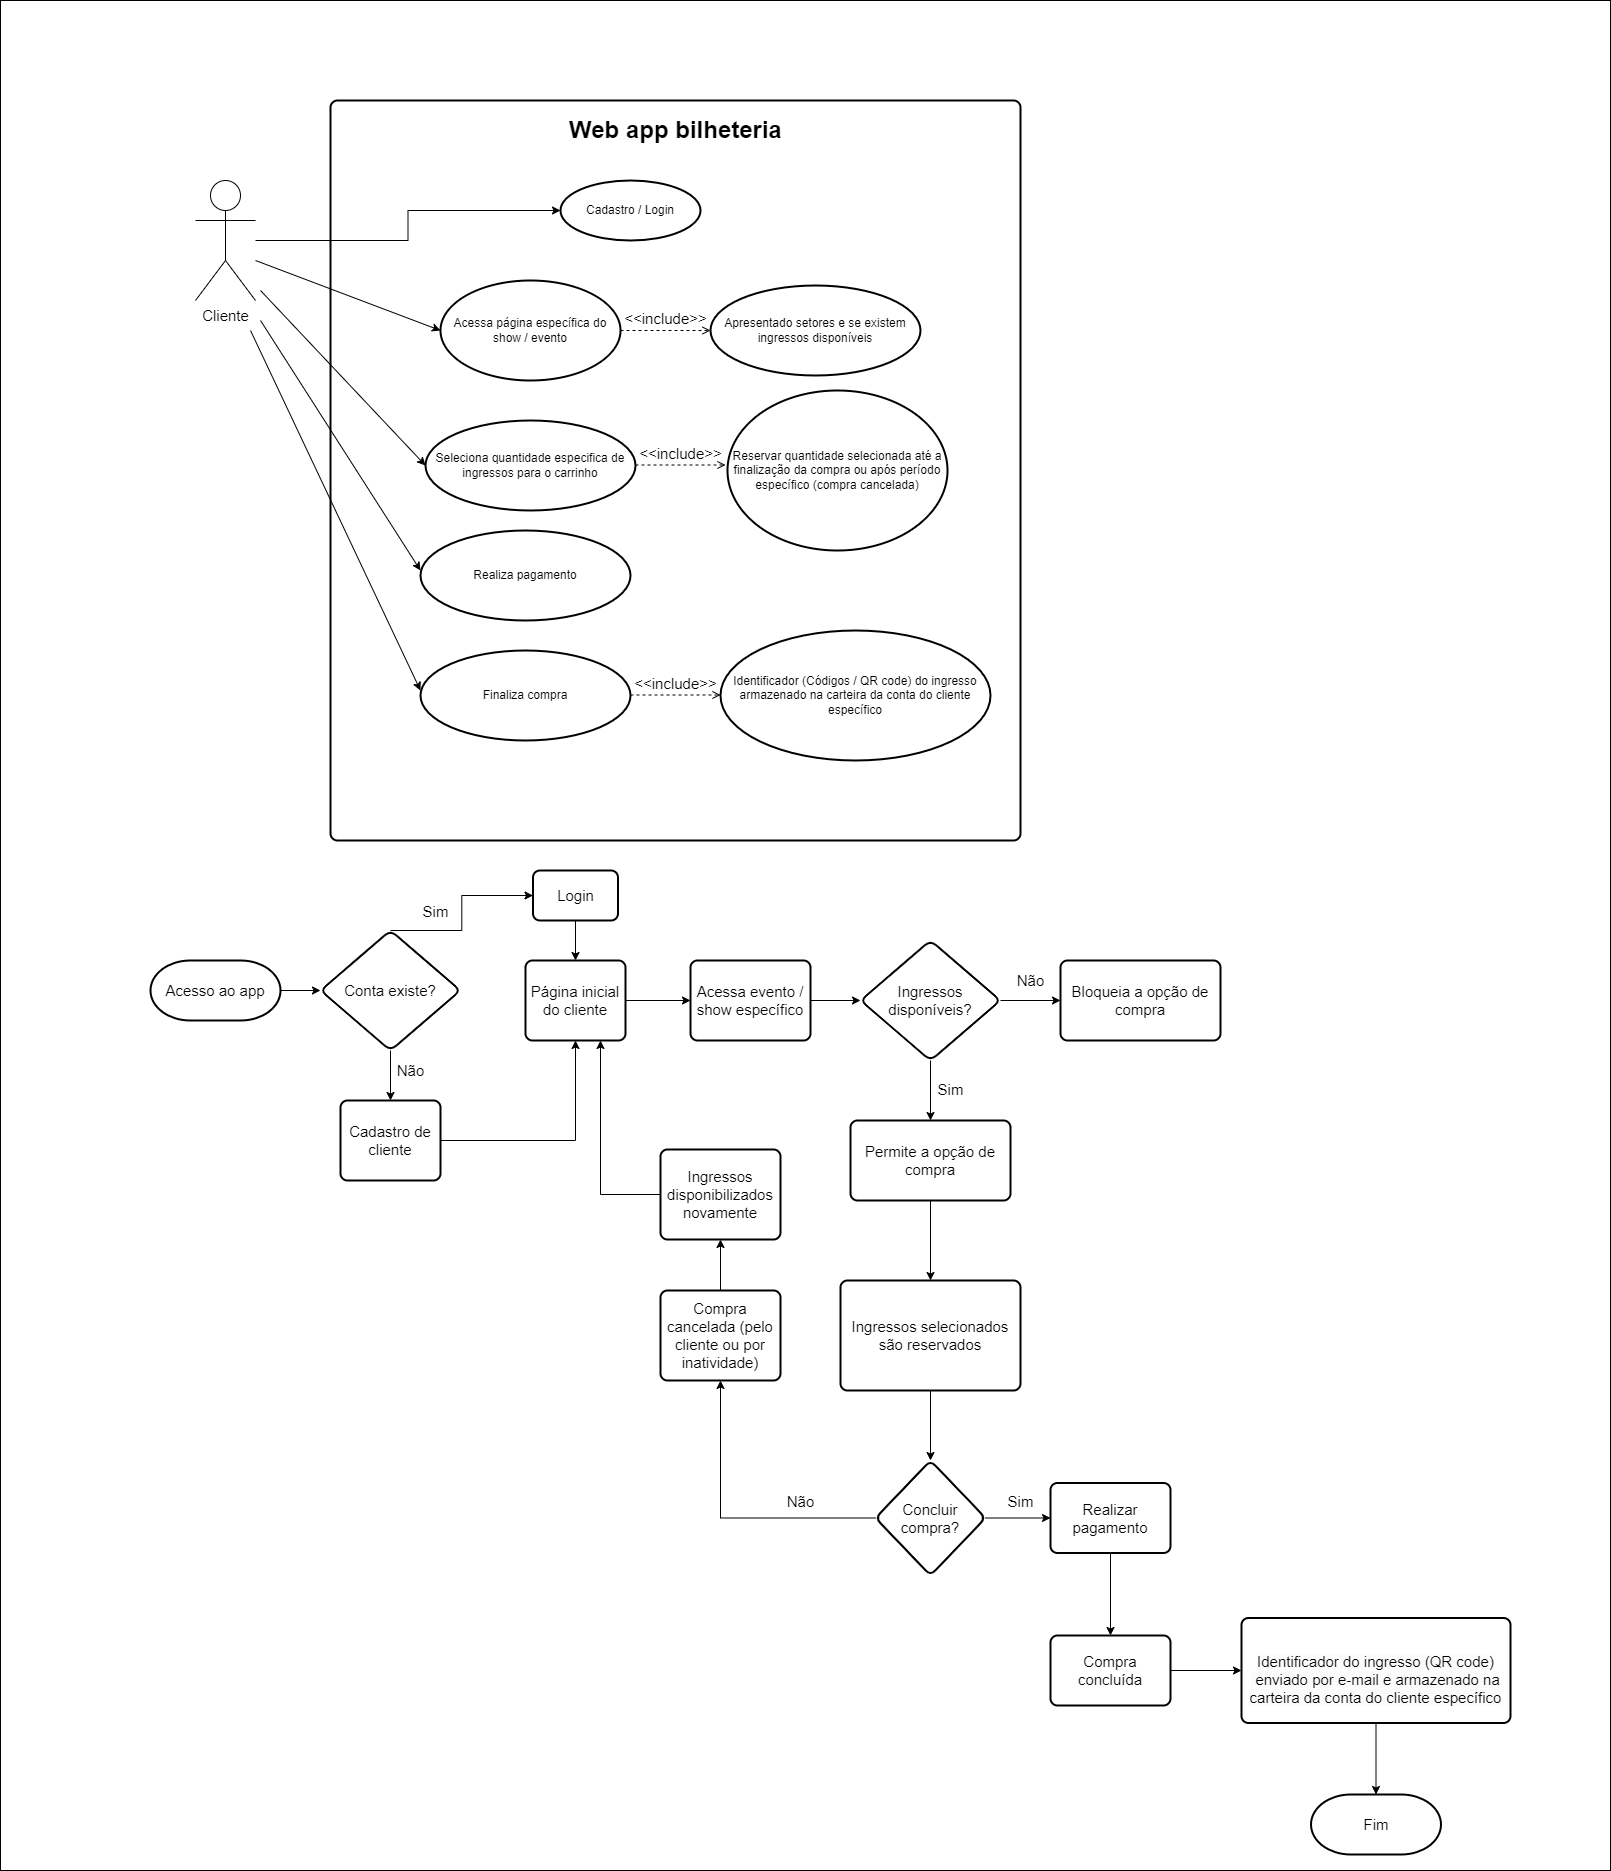 Web app bilheteria
Cadastro / Login
Cliente
Acessa página específica do
show / evento
<<include>>
Apresentado setores e se existem
ingressos disponíveis
Seleciona quantidade especifica de
ingressos para o carrinho
<<include>>
Reservar quantidade selecionada até a
finalização da compra ou após período
específico (compra cancelada)
Realiza pagamento
Finaliza compra
<<include>>
Identificador (Códigos / QR code) do ingresso
armazenado na carteira da conta do cliente
específico
Login
Sim
Acesso ao app
Conta existe?
Página inicial
do cliente
Acessa evento /
show específico
Ingressos
disponíveis?
Não
Bloqueia a opção de
compra
Não
Sim
Cadastro de
cliente
Permite a opção de
compra
Ingressos
disponibilizados
novamente
Compra
cancelada (pelo
cliente ou por
inatividade)
Ingressos selecionados
são reservados
Não
Concluir
compra?
Sim
Realizar
pagamento
Compra
concluída
Identificador do ingresso (QR code)
enviado por e-mail e armazenado na
carteira da conta do cliente específico
Fim